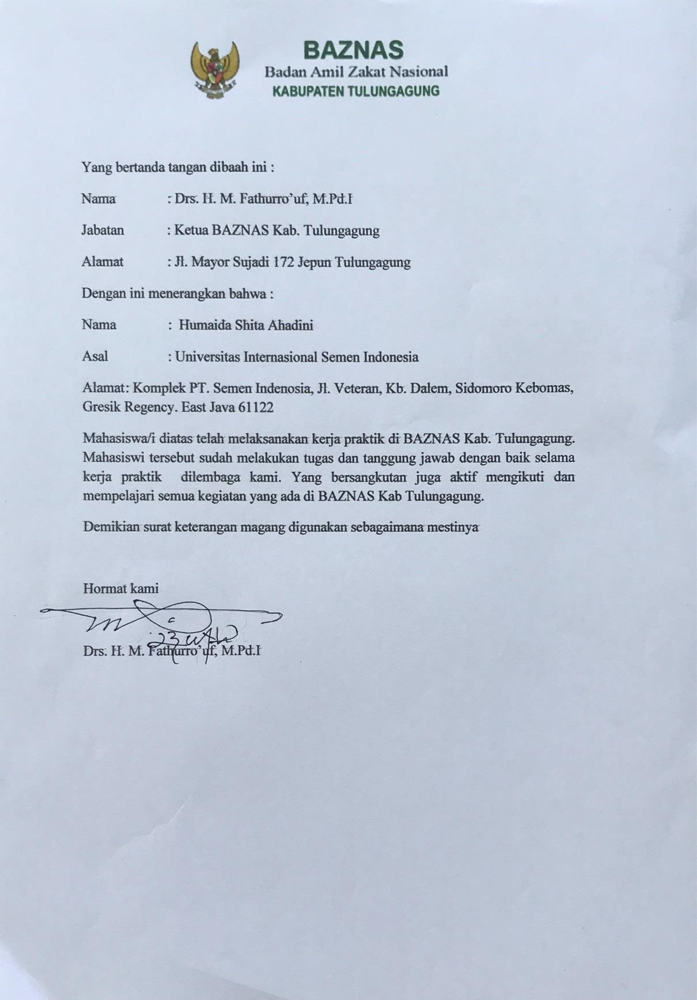 BAZNAS
Badan Amil Zakat Nasional
KABUPATEN TULUNGAGUNG
Yang bertanda tangan dibaah ini :
Nama : Drs. H. M. Fathurro’uf, M.Pd.I
Jabatan : Ketua BAZNAS Kab. Tulungagung
Alamat : Jl. Mayor Sujadi 172 Jepun Tulungagung
Dengan ini menerangkan bahwa :
Nama : Humaida Shita Ahadini
Asal : Universitas Internasional Semen Indonesia
Alamat: Komplek PT. Semen Indenosia, Jl. Veteran, Kb. Dalem, Sidomoro Kebomas,
Gresik Regency. East Java 61122
Mahasiswa/i diatas telah melaksanakan kerja praktik di BAZNAS Kab. Tulungagung.
Mahasiswi tersebut sudah melakukan tugas dan tanggung jawab dengan baik selama
kerja praktik dilembaga kami. Yang bersangkutan juga aktif mengikuti dan
mempelajari semua kegiatan yang ada di BAZNAS Kab Tulungagung.
Demikian surat keterangan magang digunakan sebagaimana mestinya
Hormat kami
Drs. H. M. Fathurro’uf, M.Pd.I